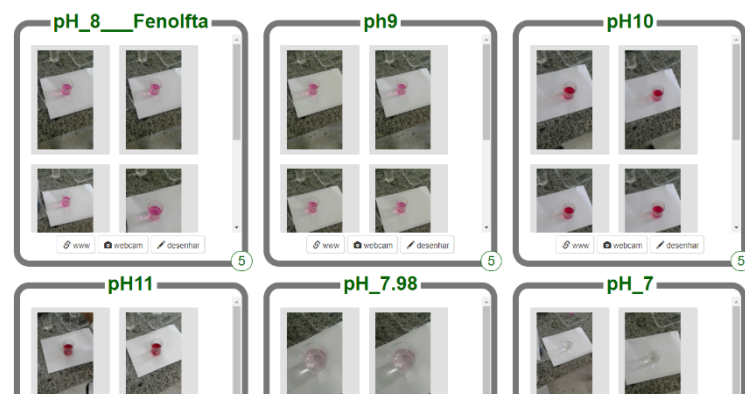 pH_8___Fenolfta
ph9
pH10
www webcam desenhar
www webcam desenhar
www webcam desenhar
5
5
5
pH11
pH_7.98
pH_7